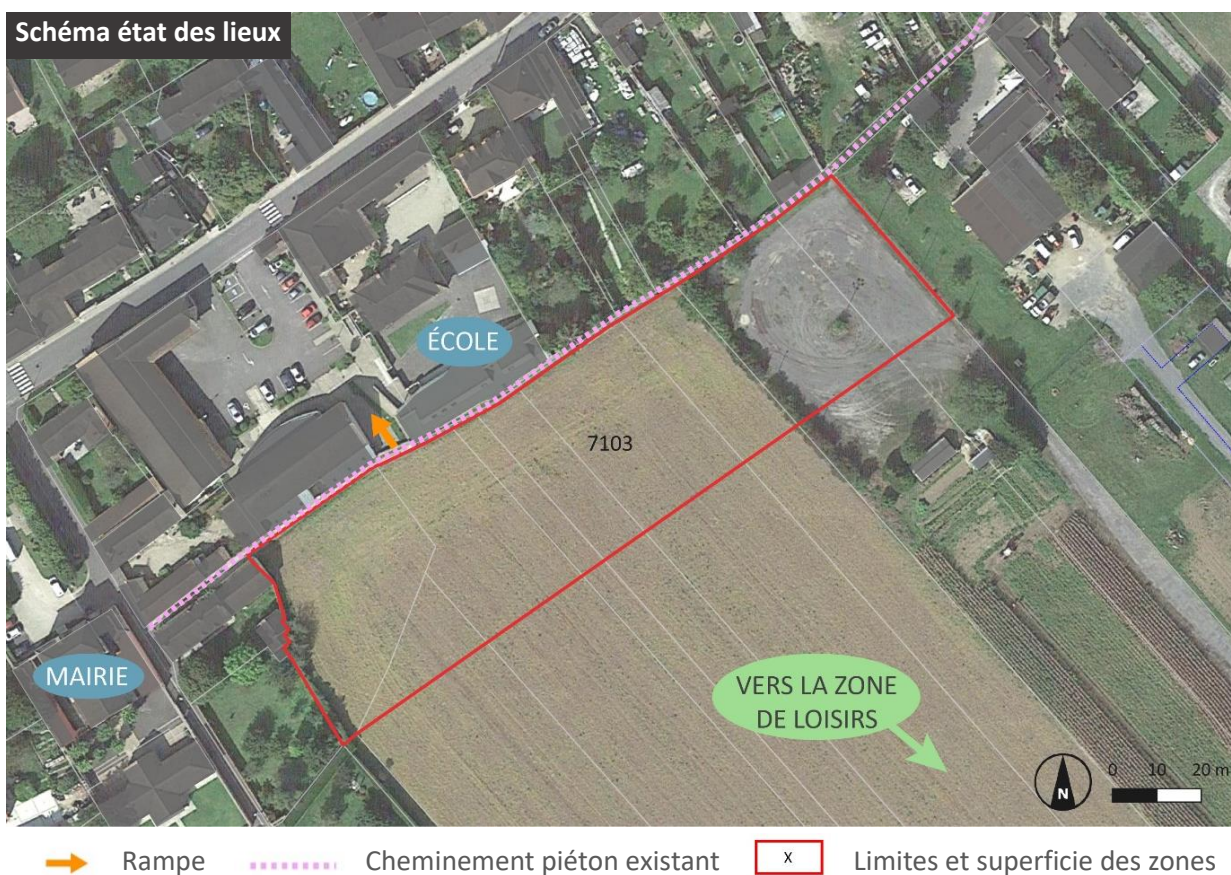 Schéma état des lieux
ÉCOLE
7103
MAIRIE
VERS LA ZONE
DE LOISIRS
N
0 10 20 m
Rampe
Cheminement piéton existant
x
Limites et superficie des zones